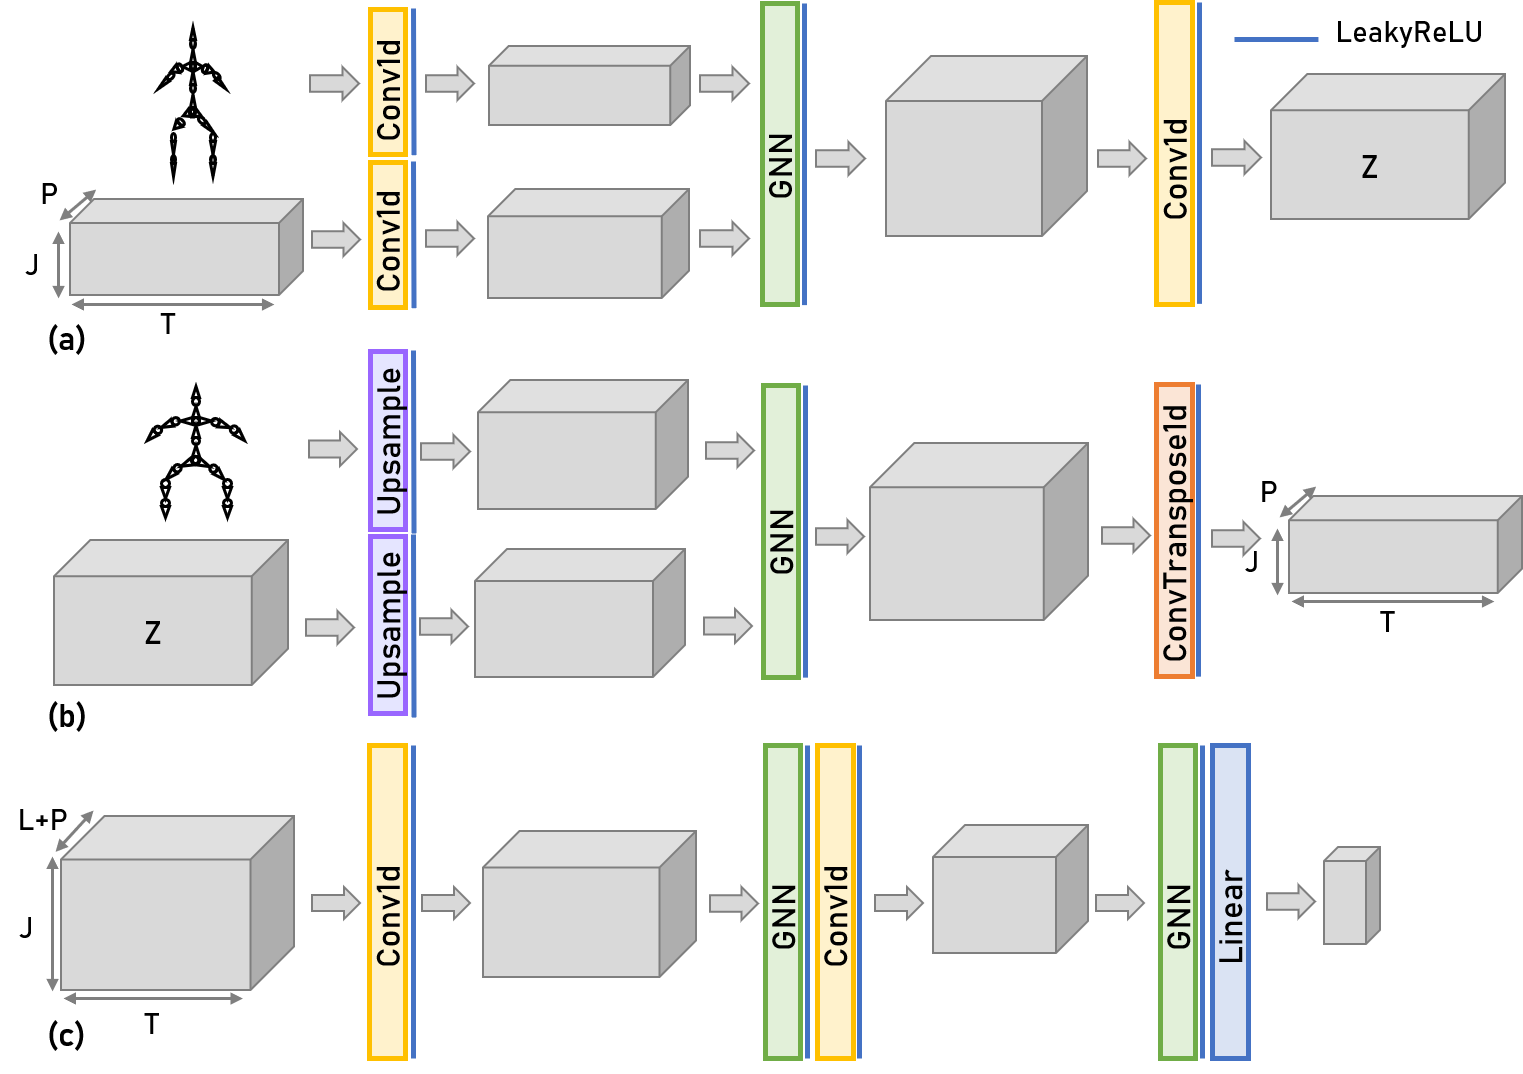 LeakyReLU
Conv1d
Conv1d
GNN
Conv1d
Z
P
J
T
(a)
Upsample
Upsample
GNN
ConvTranspose1d
Z
P
J
T
(b)
L+P
J
T
Conv1d
GNN
Conv1d
GNN
Linear
(c)